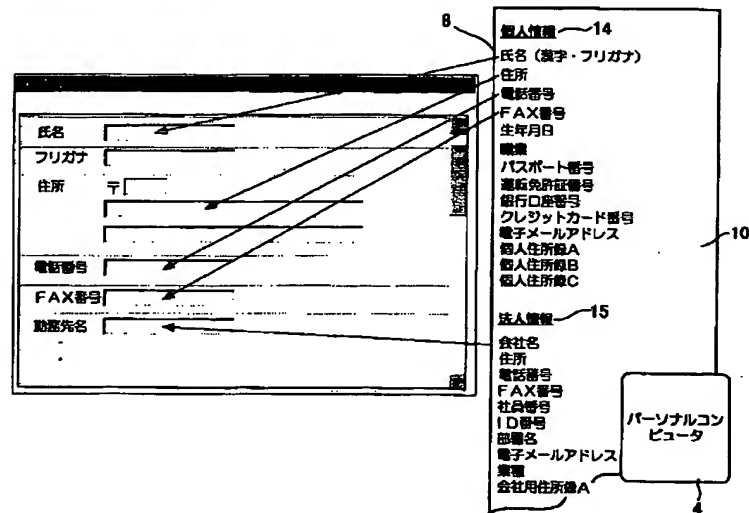 氏名
フリガナ
住所
〒
電話番号
FAX番号
勤務先名
8
個人情報 14
氏名（漢字・フリガナ）
住所
電話番号
FAX番号
生年月日
職業
パスポート番号
運転免許証番号
銀行口座番号
クレジットカード番号
電子メールアドレス
個人住所録A
個人住所録B
個人住所録C
10
法人情報 15
会社名
住所
電話番号
FAX番号
社員番号
ID番号
部署名
電子メールアドレス
業種
会社用住所録A
パーソナルコン
ピュータ
4